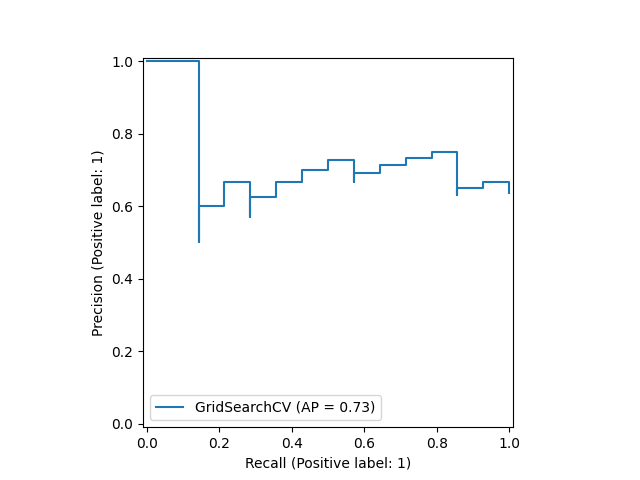 Precision (Positive label: 1)
1.0
0.8
0.6
0.4
0.2
0.0
GridSearchCV (AP = 0.73)
0.0 0.2 0.4 0.6 0.8 1.0
Recall (Positive label: 1)